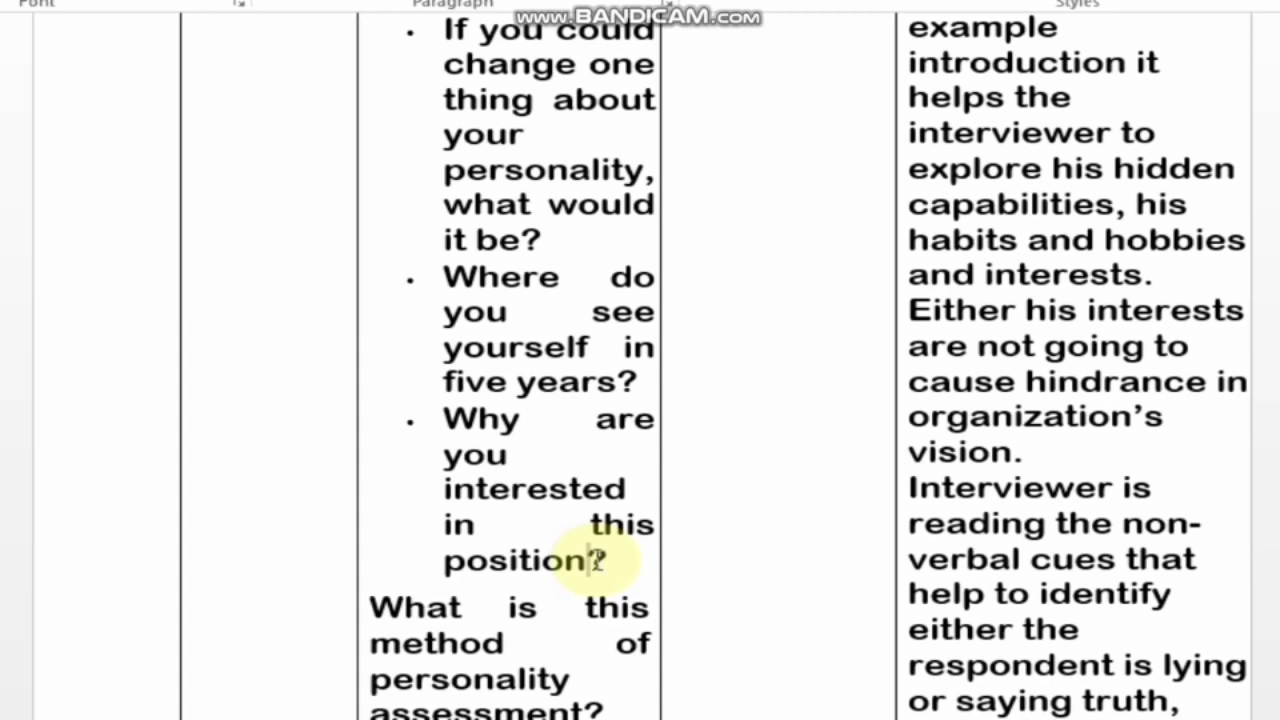 Font
Paragraph
Styles
www.BANDICAM.com
If you could
change one
thing about
your
personality,
what would
it be?
Where do
you see
yourself in
five years?
Why are
you
interested
in this
position?
What is this
method of
personality
assessment?
example
introduction it
helps the
interviewer to
explore his hidden
capabilities, his
habits and hobbies
and interests.
Either his interests
are not going to
cause hindrance in
organization’s
vision.
Interviewer is
reading the non-
verbal cues that
help to identify
either the
respondent is lying
or saying truth,